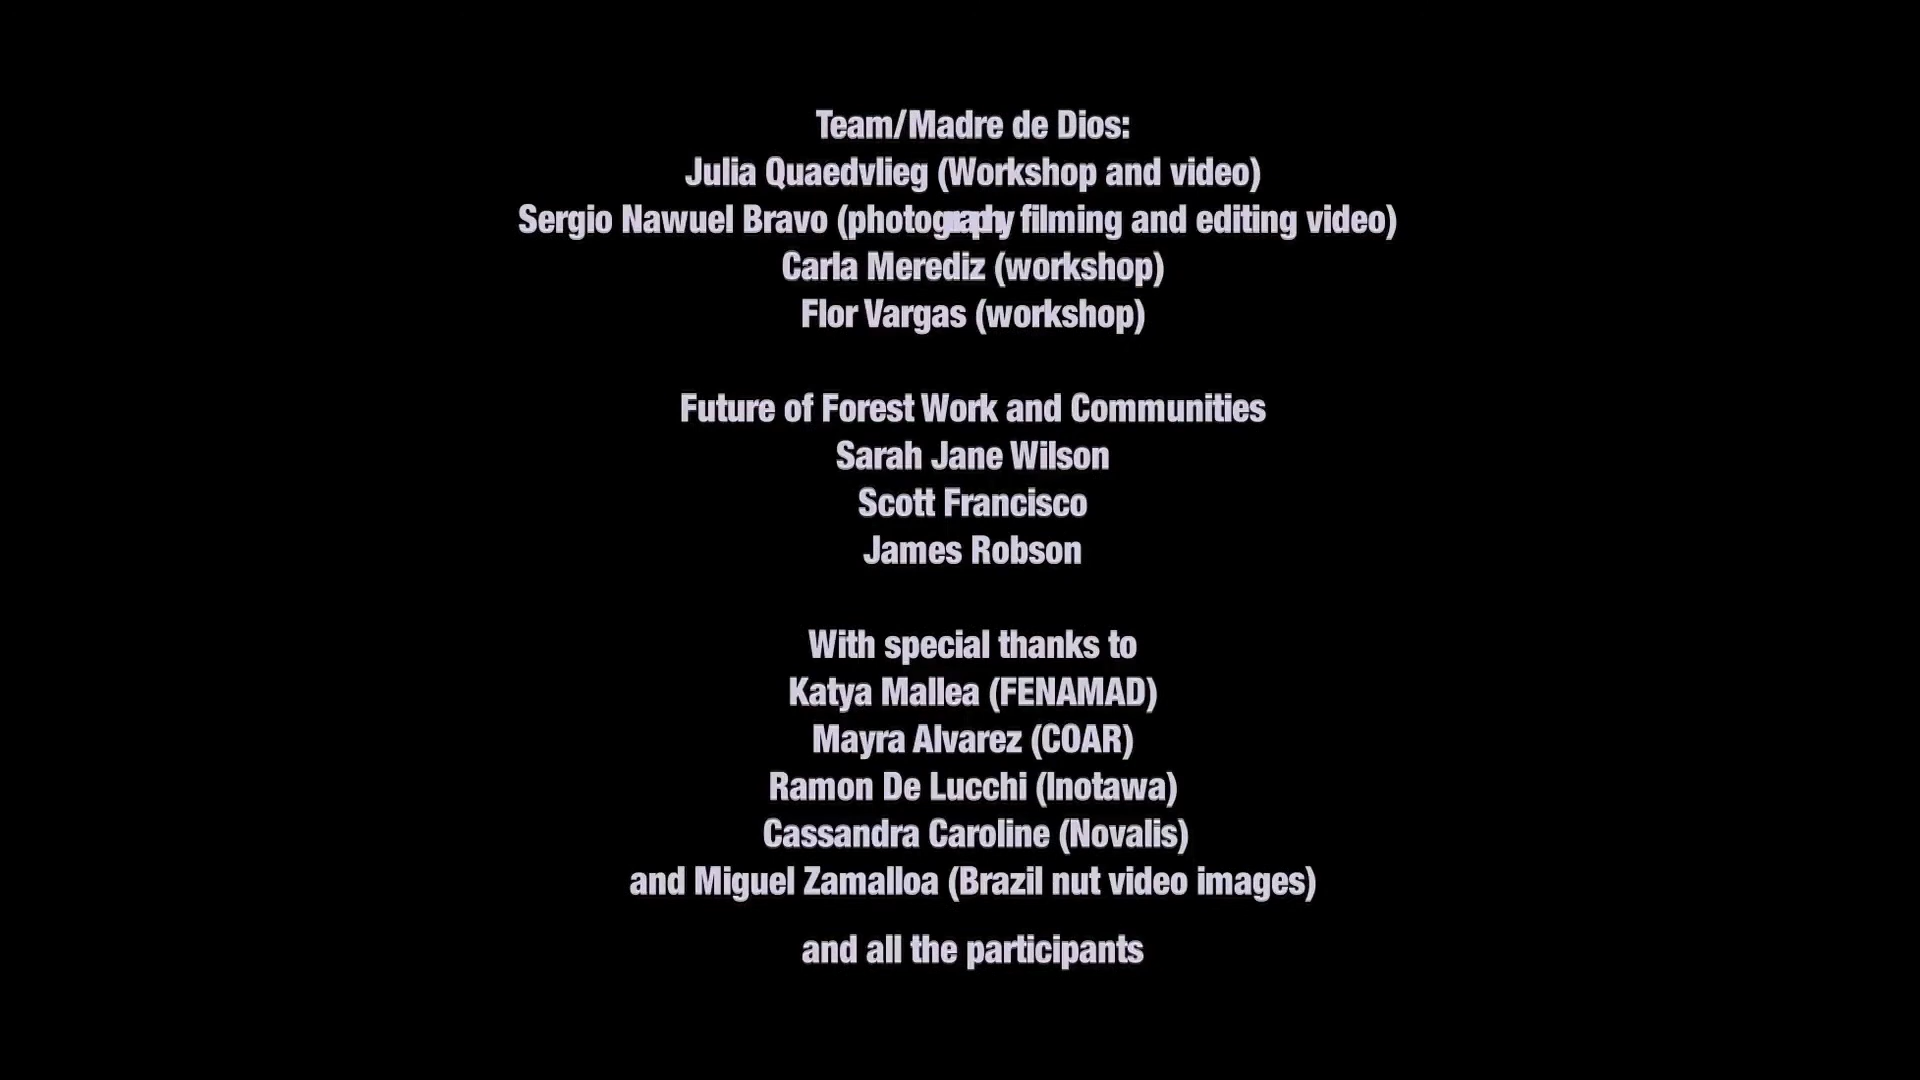 Team/Madre de Dios:
Julia Quaedvlieg (Workshop and video)
Sergio Nawuel Bravo (photography filming and editing video)
Carla Merediz (workshop)
Flor Vargas (workshop)
Future of Forest Work and Communities
Sarah Jane Wilson
Scott Francisco
James Robson
With special thanks to
Katya Mallea (FENAMAD)
Mayra Alvarez (COAR)
Ramon De Lucchi (Inotawa)
Cassandra Caroline (Novalis)
and Miguel Zamalloa (Brazil nut video images)
and all the participants